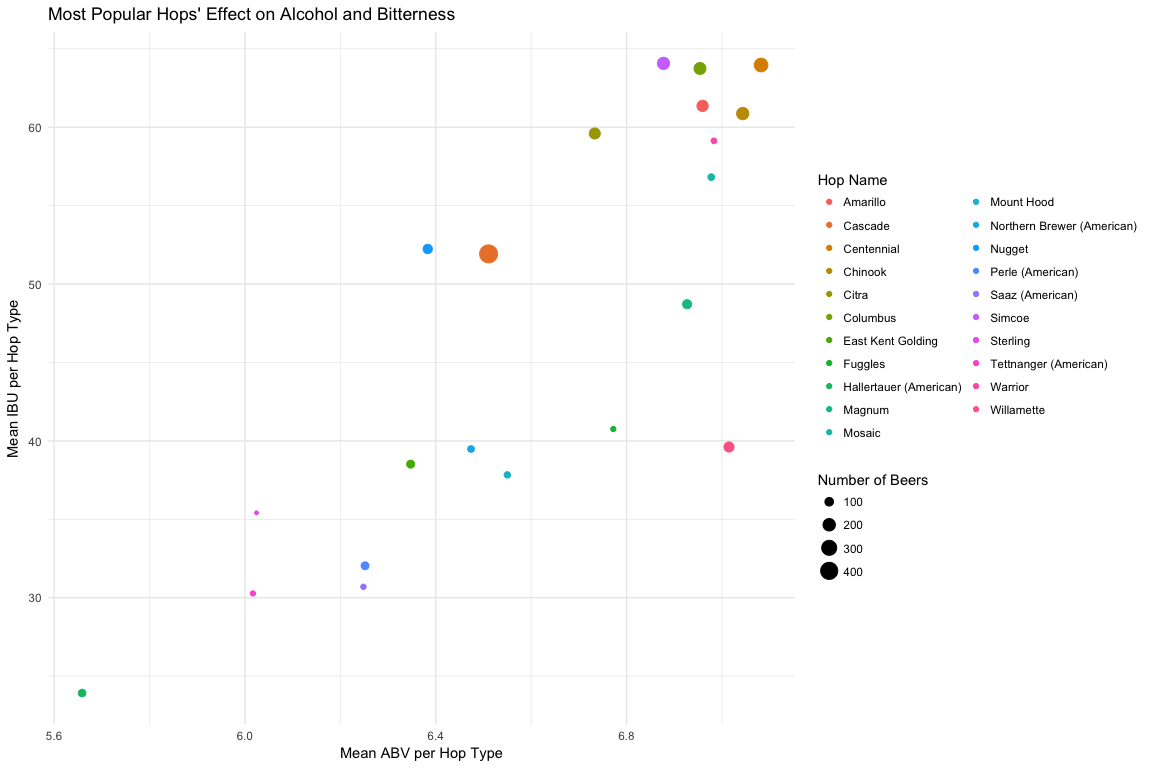 Most Popular Hops' Effect on Alcohol and Bitterness
Mean IBU per Hop Type
60
50
40
30
5.6
6.0
6.4
6.8
Mean ABV per Hop Type
Hop Name
Amarillo
Cascade
Centennial
Chinook
Citra
Columbus
East Kent Golding
Fuggles
Hallertauer (American)
Magnum
Mosaic
Mount Hood
Northern Brewer (American)
Nugget
Perle (American)
Saaz (American)
Simcoe
Sterling
Tettnanger (American)
Warrior
Willamette
Number of Beers
100
200
300
400